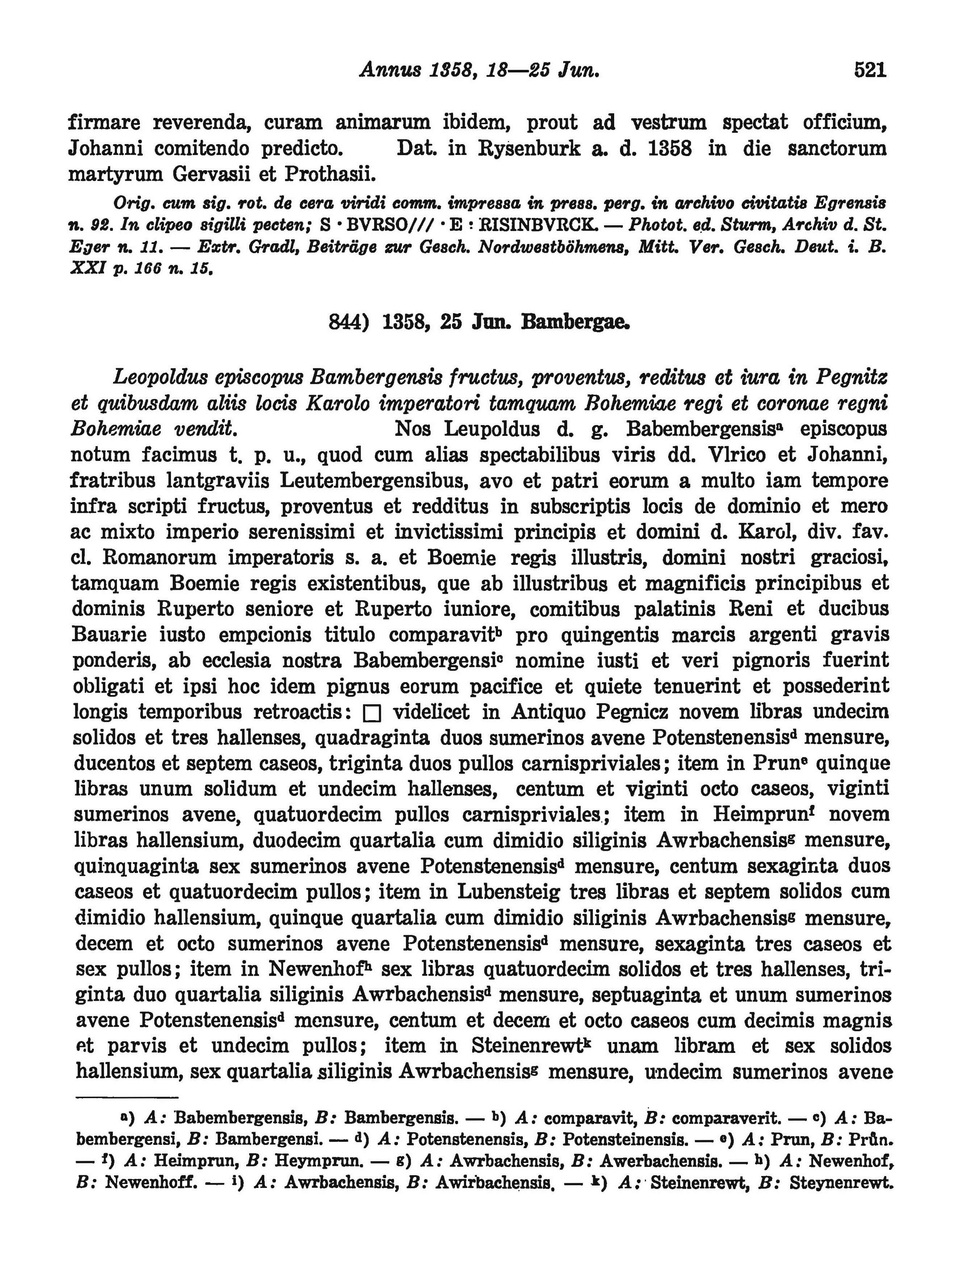 Annus 1358, 18—25 Jun. 521
firmare reverenda, curam animarum ibidem, prout ad vestrum spectat officium,
Johanni comitendo predicto. Dat. in Rysenburk a. d. 1358 in die sanctorum
martyrum Gervasii et Prothasii.
Orig. cum sig. rot. de cera viridi comm. impressa in press. perg. in archivo civitatis Egrensis
n. 92. In clipeo sigilli pecten; S · BVRSO/// · E : RISINBVRCK. — Photot. ed. Sturm, Archiv d. St.
Eger n. 11. — Extr. Gradl, Beiträge zur Gesch. Nordwestböhmens, Mitt. Ver. Gesch. Deut. i. B.
XXI p. 166 n. 15.
844) 1358, 25 Jun. Bambergae.
Leopoldus episcopus Bambergensis fructus, proventus, reditus et iura in Pegnitz
et quibusdam aliis locis Karolo imperatori tamquam Bohemiae regi et coronae regni
Bohemiae vendit. Nos Leupoldus d. g. Babembergensisᵃ episcopus
notum facimus t. p. u., quod cum alias spectabilibus viris dd. Vlrico et Johanni,
fratribus lantgraviis Leutembergensibus, avo et patri eorum a multo iam tempore
infra scripti fructus, proventus et redditus in subscriptis locis de dominio et mero
ac mixto imperio serenissimi et invictissimi principis et domini d. Karol, div. fav.
cl. Romanorum imperatoris s. a. et Boemie regis illustris, domini nostri graciosi,
tamquam Boemie regis existentibus, que ab illustribus et magnificis principibus et
dominis Ruperto seniore et Ruperto iuniore, comitibus palatinis Reni et ducibus
Bauarie iusto empcionis titulo comparavitᵇ pro quingentis marcis argenti gravis
ponderis, ab ecclesia nostra Babembergensiᶜ nomine iusti et veri pignoris fuerint
obligati et ipsi hoc idem pignus eorum pacifice et quiete tenuerint et possederint
longis temporibus retroactis: □ videlicet in Antiquo Pegnicz novem libras undecim
solidos et tres hallenses, quadraginta duos sumerinos avene Potenstenensisᵈ mensure,
ducentos et septem caseos, triginta duos pullos carnispriviales; item in Prunᵉ quinque
libras unum solidum et undecim hallenses, centum et viginti octo caseos, viginti
sumerinos avene, quatuordecim pullos carnispriviales; item in Heimprunᶠ novem
libras hallensium, duodecim quartalia cum dimidio siliginis Awrbachensisᵍ mensure,
quinquaginta sex sumerinos avene Potenstenensisᵈ mensure, centum sexaginta duos
caseos et quatuordecim pullos; item in Lubensteig tres libras et septem solidos cum
dimidio hallensium, quinque quartalia cum dimidio siliginis Awrbachensisᵍ mensure,
decem et octo sumerinos avene Potenstenensisᵈ mensure, sexaginta tres caseos et
sex pullos; item in Newenhofʰ sex libras quatuordecim solidos et tres hallenses, tri-
ginta duo quartalia siliginis Awrbachensisᵈ mensure, septuaginta et unum sumerinos
avene Potenstenensisᵈ mensure, centum et decem et octo caseos cum decimis magnis
et parvis et undecim pullos; item in Steinenrewtᵏ unam libram et sex solidos
hallensium, sex quartalia siliginis Awrbachensisᵍ mensure, undecim sumerinos avene
ᵃ) A: Babembergensis, B: Bambergensis. — ᵇ) A: comparavit, B: comparaverit. — ᶜ) A: Ba-
bembergensi, B: Bambergensi. — ᵈ) A: Potenstenensis, B: Potensteinensis. — ᵉ) A: Prun, B: Průn.
— ᶠ) A: Heimprun, B: Heymprun. — ᵍ) A: Awrbachensis, B: Awerbachensis. — ʰ) A: Newenhof,
B: Newenhoff. — ⁱ) A: Awrbachensis, B: Awirbachensis. — ᵏ) A: Steinenrewt, B: Steynenrewt.